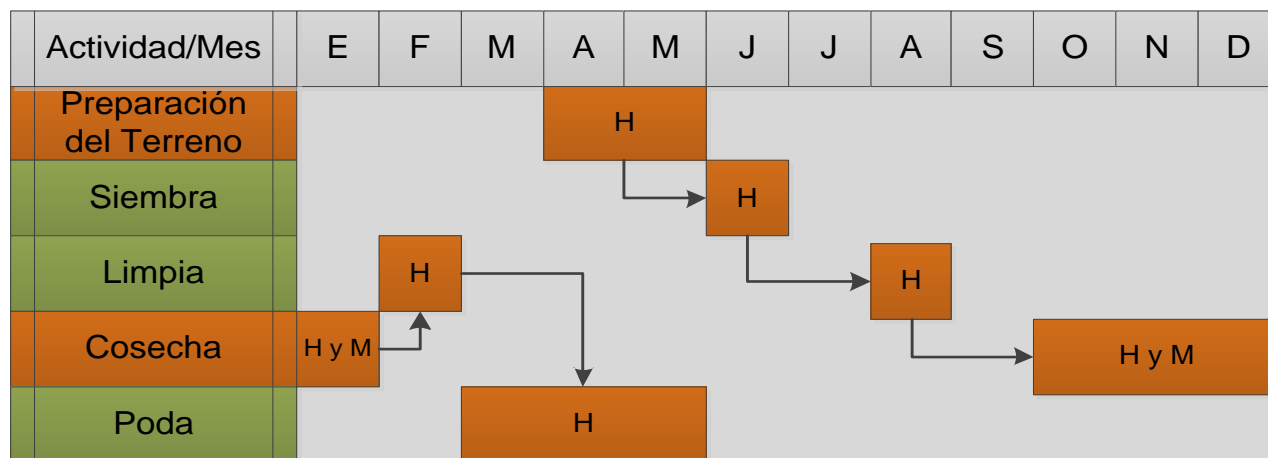 Actividad/Mes E F M A M J J A S O N D
Preparación
del Terreno
H
Siembra H
Limpia H H
Cosecha H y M H y M
Poda H